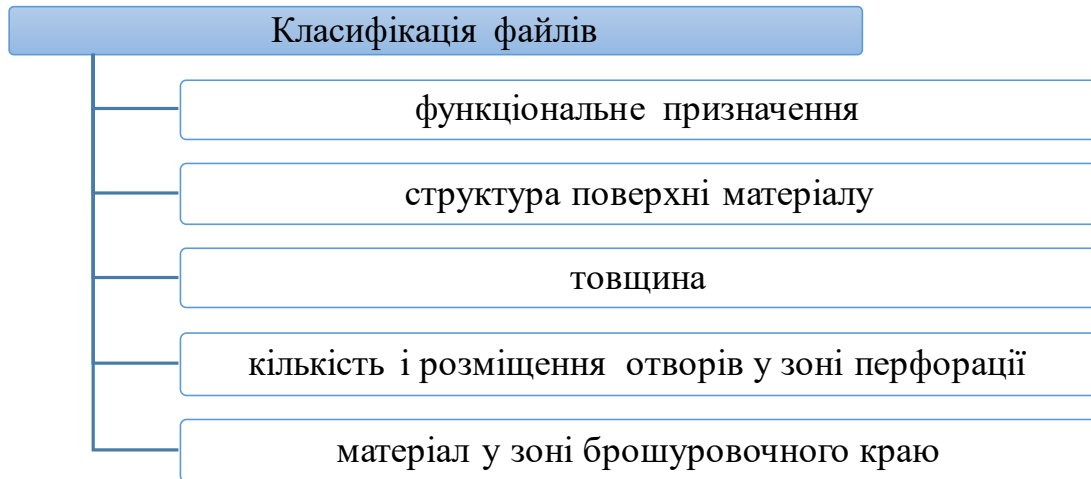 Класифікація файлів
функціональне призначення
структура поверхні матеріалу
товщина
кількість і розміщення отворів у зоні перфорації
матеріал у зоні брошуровочного краю